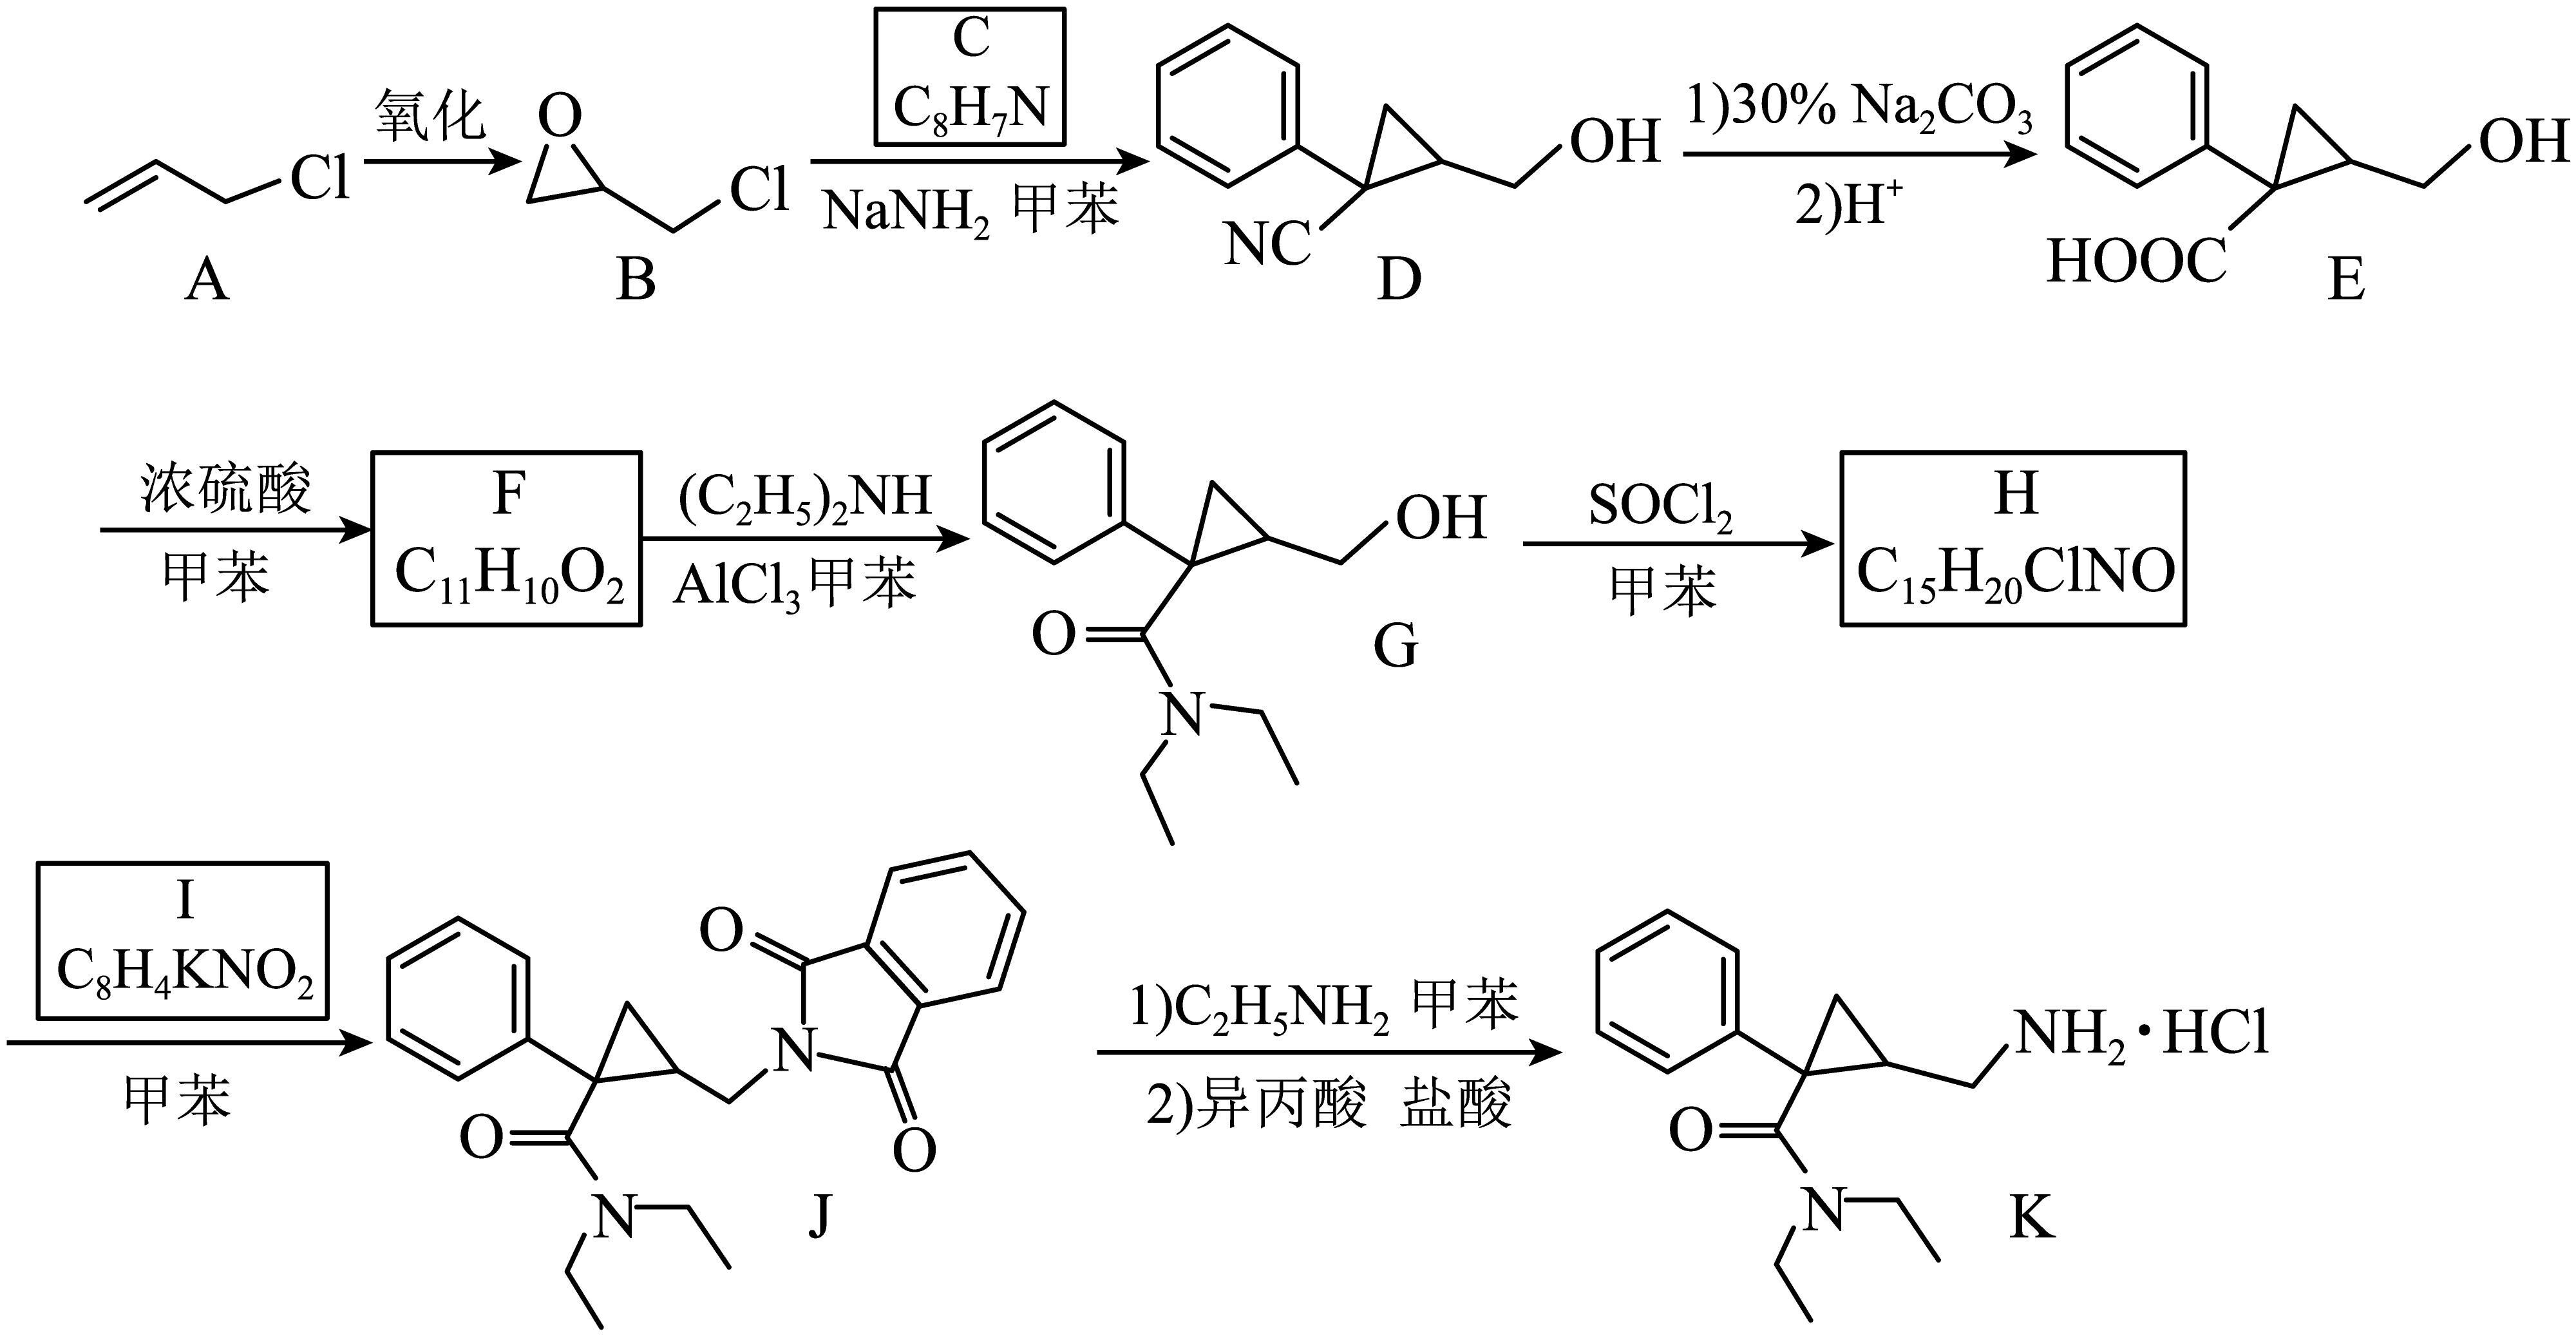 Cl
A
氧化
O
Cl
B
C
C₈H₇N
NaNH₂ 甲苯
OH
NC
D
1)30% Na₂CO₃
2)H⁺
OH
HOOC
E
浓硫酸
甲苯
F
C₁₁H₁₀O₂
(C₂H₅)₂NH
AlCl₃甲苯
OH
O
N
G
SOCl₂
甲苯
H
C₁₅H₂₀ClNO
I
C₈H₄KNO₂
甲苯
O
N
O
O
N
J
1)C₂H₅NH₂ 甲苯
2)异丙酸 盐酸
NH₂·HCl
O
N
K